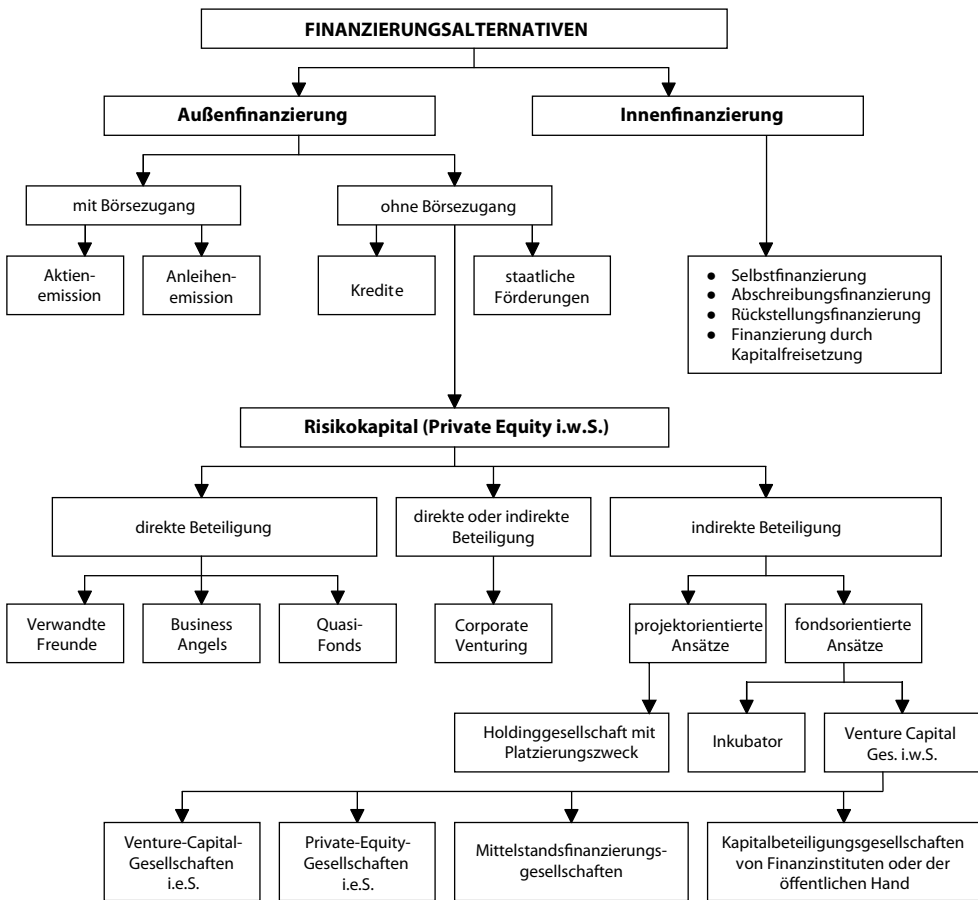 FINANZIERUNGSALTERNATIVEN
Außenfinanzierung
Innenfinanzierung
mit Börsezugang
ohne Börsezugang
Aktien-
emission
Anleihen-
emission
Kredite
staatliche
Förderungen
● Selbstfinanzierung
● Abschreibungsfinanzierung
● Rückstellungsfinanzierung
● Finanzierung durch
Kapitalfreisetzung
Risikokapital (Private Equity i.w.S.)
direkte Beteiligung
direkte oder indirekte
Beteiligung
indirekte Beteiligung
Verwandte
Freunde
Business
Angels
Quasi-
Fonds
Corporate
Venturing
projektorientierte
Ansätze
fondsorientierte
Ansätze
Holdinggesellschaft mit
Platzierungszweck
Inkubator
Venture Capital
Ges. i.w.S.
Venture-Capital-
Gesellschaften
i.e.S.
Private-Equity-
Gesellschaften
i.e.S.
Mittelstandsfinanzierungs-
gesellschaften
Kapitalbeteiligungsgesellschaften
von Finanzinstituten oder der
öffentlichen Hand